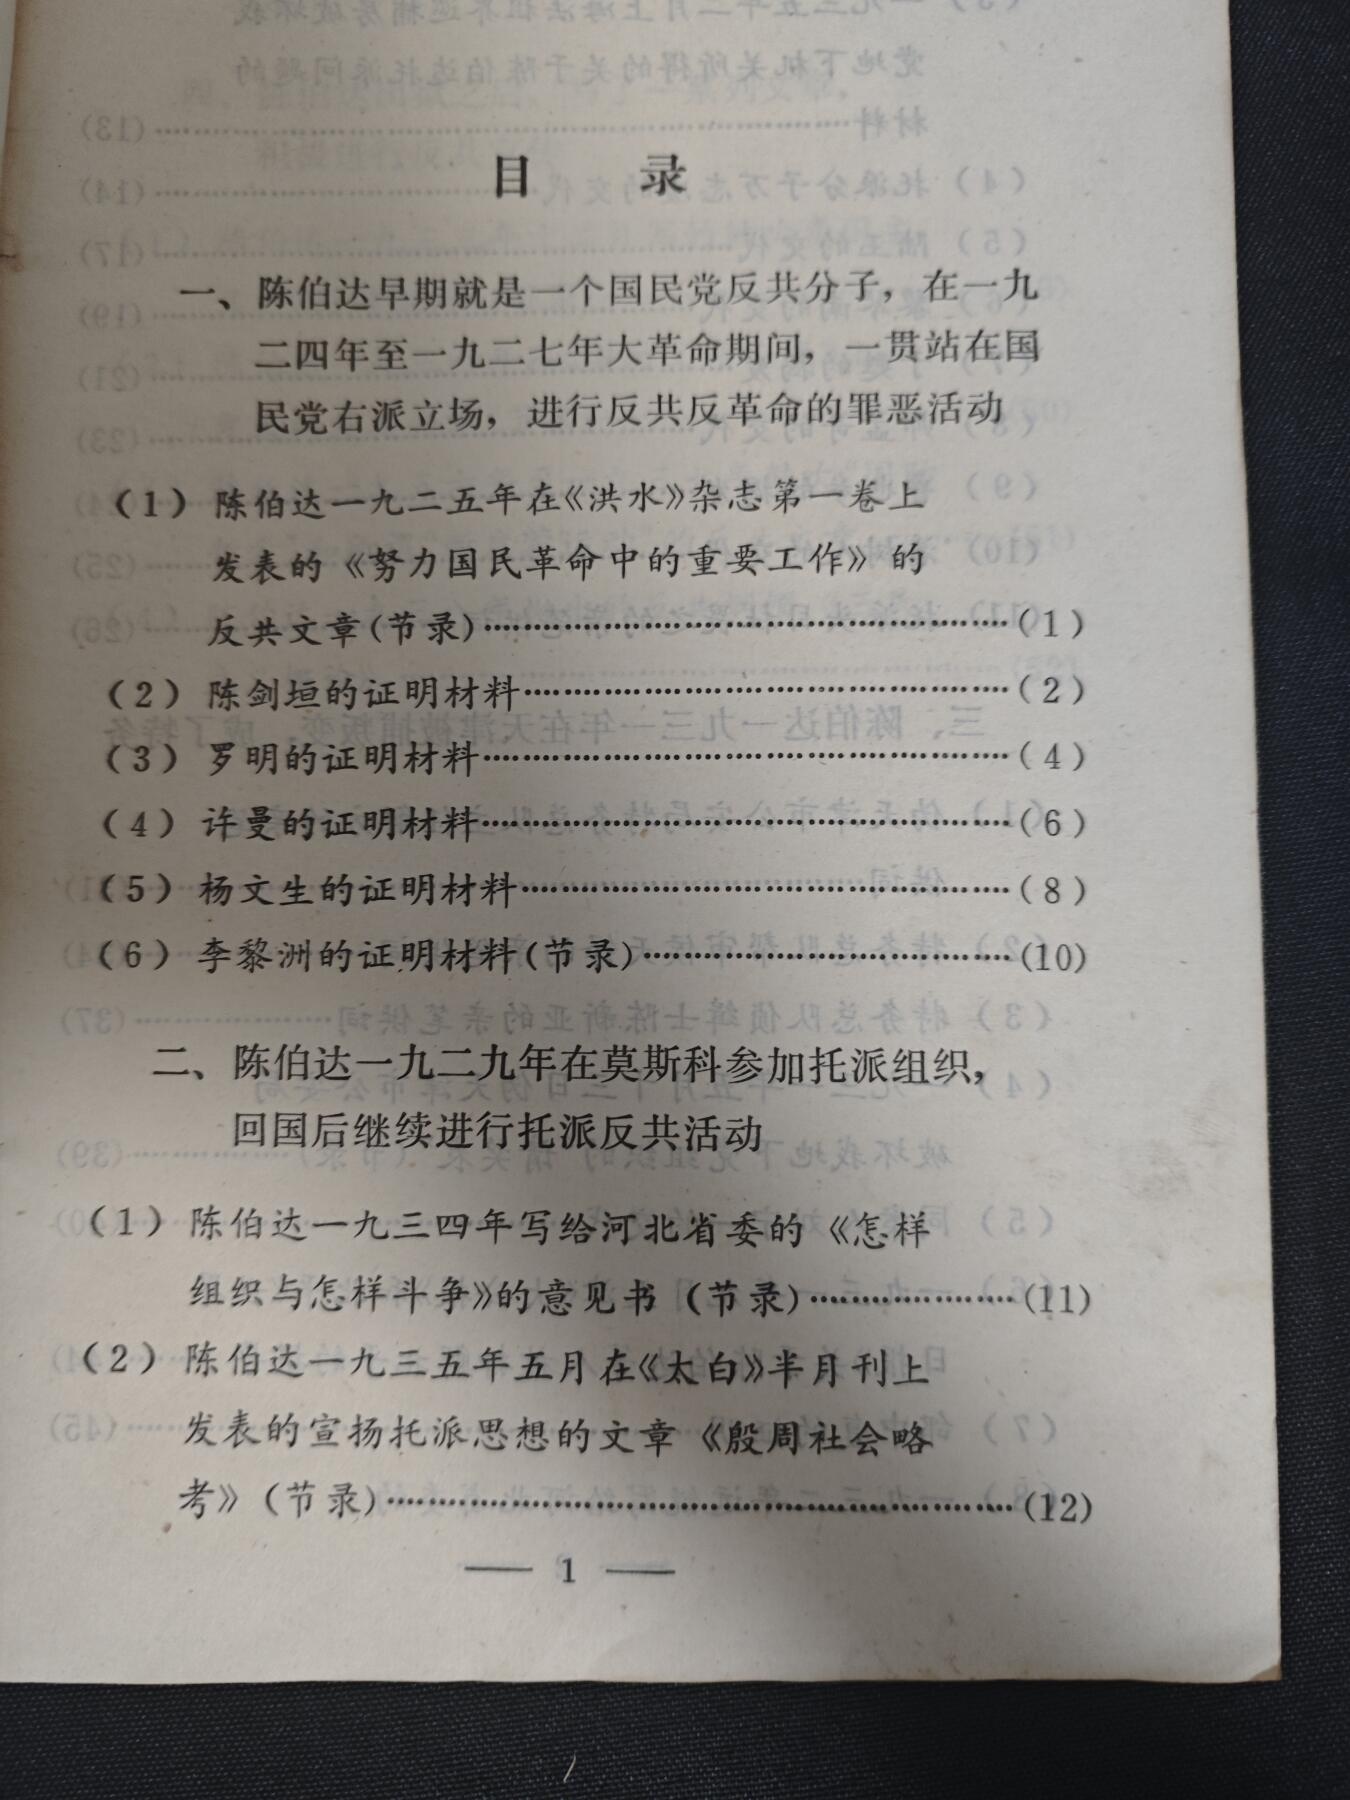 目 录
一、陈伯达早期就是一个国民党反共分子，在一九
二四年至一九二七年大革命期间，一贯站在国
民党右派立场，进行反共反革命的罪恶活动
（1）陈伯达一九二五年在《洪水》杂志第一卷上
发表的《努力国民革命中的重要工作》的
反共文章(节录)……………………………………(1)
（2）陈剑垣的证明材料…………………………………(2)
（3）罗明的证明材料……………………………………(4)
（4）许曼的证明材料……………………………………(6)
（5）杨文生的证明材料…………………………………(8)
（6）李黎洲的证明材料(节录)…………………………(10)
二、陈伯达一九二九年在莫斯科参加托派组织，
回国后继续进行托派反共活动
（1）陈伯达一九三四年写给河北省委的《怎样
组织与怎样斗争》的意见书（节录)………………(11)
（2）陈伯达一九三五年五月在《太白》半月刊上
发表的宣扬托派思想的文章《殷周社会略
考》（节录)……………………………………………(12)
— 1 —